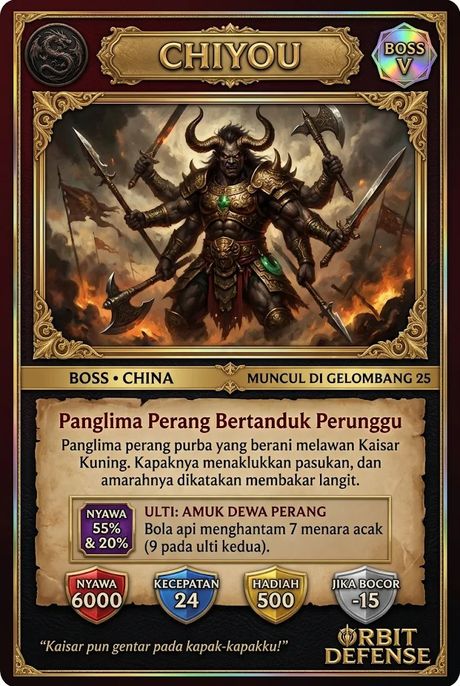 CHIYOU
BOSS
V
BOSS • CHINA
MUNCUL DI GELOMBANG 25
Panglima Perang Bertanduk Perunggu
Panglima perang purba yang berani melawan Kaisar
Kuning. Kapaknya menaklukkan pasukan, dan
amarahnya dikatakan membakar langit.
NYAWA
55%
& 20%
ULTI: AMUK DEWA PERANG
Bola api menghantam 7 menara acak
(9 pada ulti kedua).
NYAWA
6000
KECEPATAN
24
HADIAH
500
JIKA BOCOR
-15
“Kaisar pun gentar pada kapak-kapakku!”
ORBIT
DEFENSE